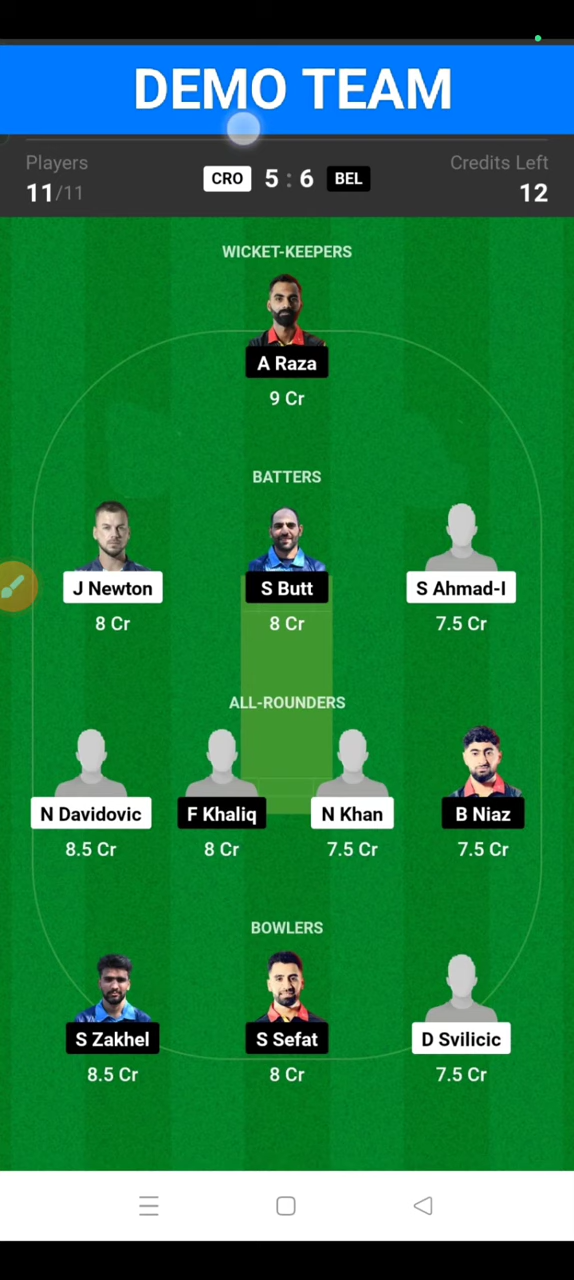 DEMO TEAM
Players
CRO 5 : 6 BEL
Credits Left
11/11
12
WICKET-KEEPERS
A Raza
9 Cr
BATTERS
J Newton S Butt S Ahmad-I
8 Cr 8 Cr 7.5 Cr
ALL-ROUNDERS
N Davidovic F Khaliq N Khan B Niaz
8.5 Cr 8 Cr 7.5 Cr 7.5 Cr
BOWLERS
S Zakhel S Sefat D Svilicic
8.5 Cr 8 Cr 7.5 Cr